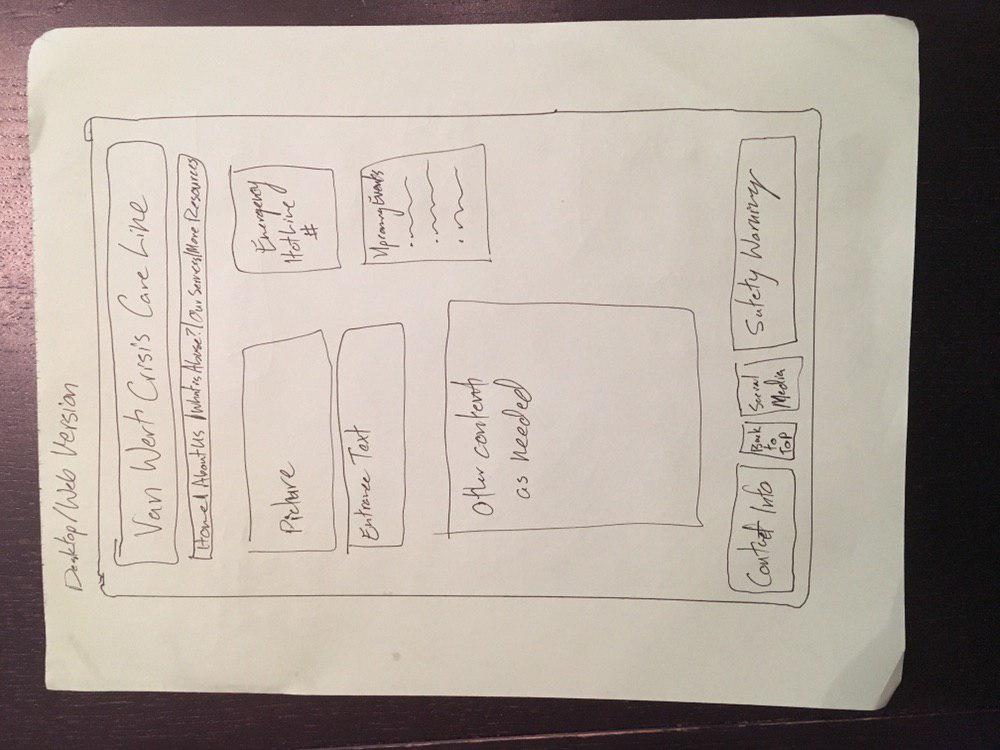 Desktop/Web Version
Van Wert Crisis Care Line
Home | About Us | What is Abuse? | Our Services | More Resources
Picture
Emergency
Hotline
#
Entrance Text
Upcoming Events
Other content
as needed
Contact Info
Back
to
Top
Social
Media
Safety Warning